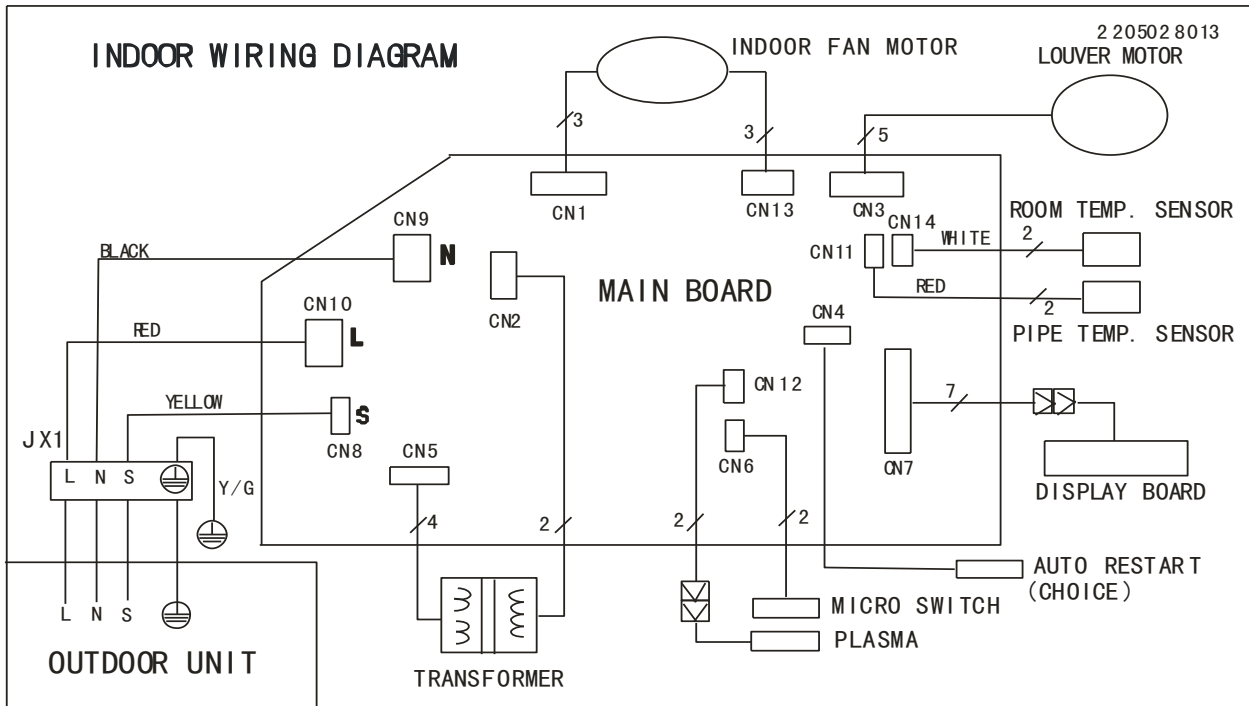 INDOOR WIRING DIAGRAM
INDOOR FAN MOTOR
2205028013
LOUVER MOTOR
3
3
5
CN1
CN13
CN3
ROOM TEMP. SENSOR
CN9
N
BLACK
CN14
CN11
WHITE
2
MAIN BOARD
RED
2
CN2
CN10
L
RED
CN4
PIPE TEMP. SENSOR
CN12
YELLOW
S
CN8
7
JX1
CN5
CN6
CN7
L N S
Y/G
DISPLAY BOARD
4
2
2
2
AUTO RESTART
(CHOICE)
L N S
MICRO SWITCH
PLASMA
OUTDOOR UNIT
TRANSFORMER